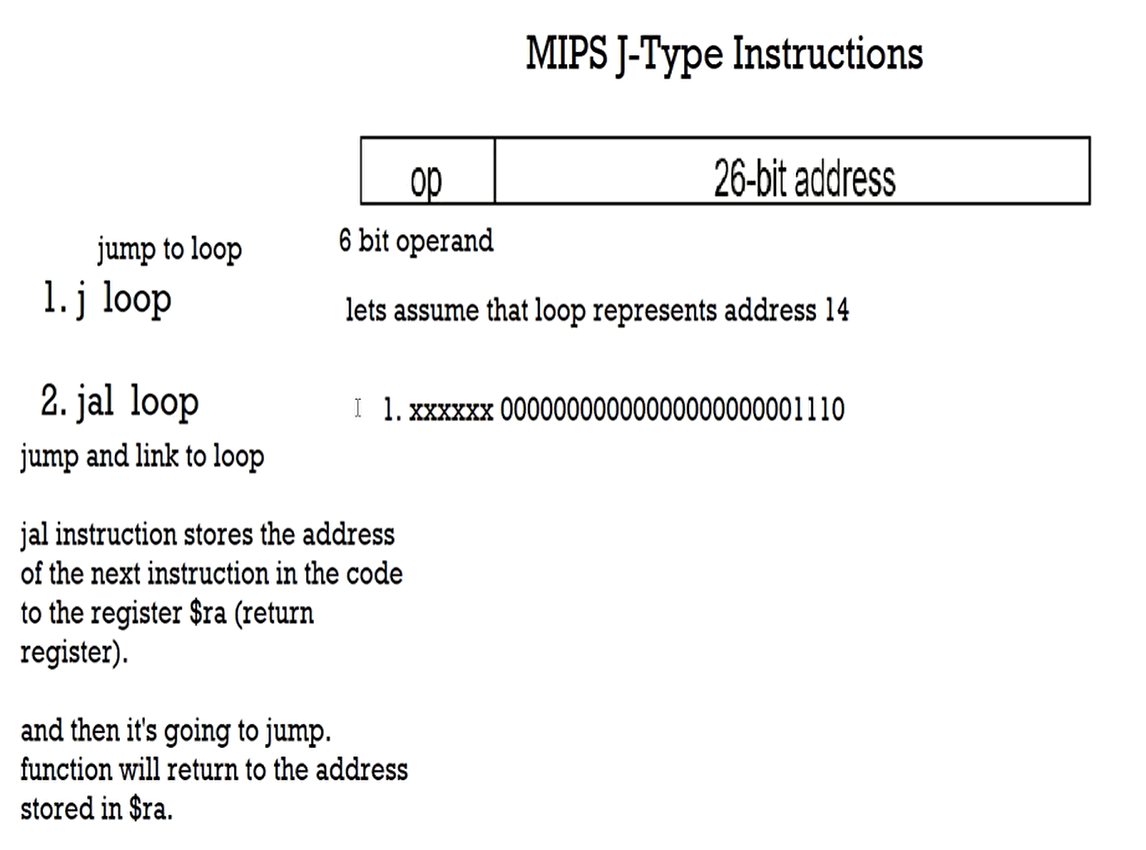 MIPS J-Type Instructions
op
26-bit address
6 bit operand
jump to loop
1. j loop
lets assume that loop represents address 14
2. jal loop
1. xxxxxx 00000000000000000000001110
jump and link to loop
jal instruction stores the address
of the next instruction in the code
to the register $ra (return
register).
and then it's going to jump.
function will return to the address
stored in $ra.